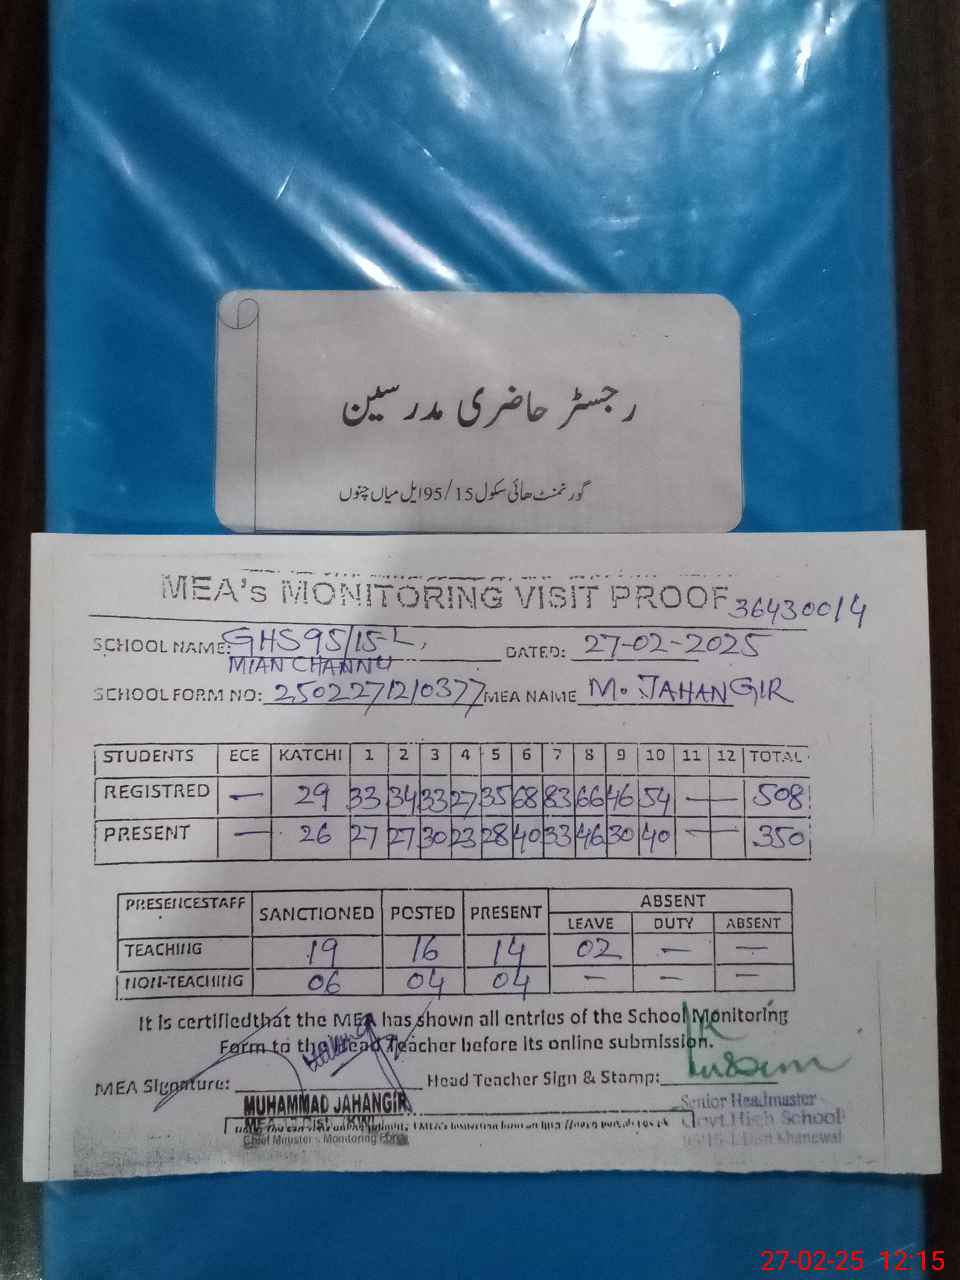 رجسٹر حاضری مدرسین
گورنمنٹ ھائی سکول 95/15 ایل میاں چنوں
MEA's MONITORING VISIT PROOF 36430014
SCHOOL NAME: GHS 95/15-L, DATED: 27-02-2025
MIAN CHANNU
SCHOOL FORM NO: 2502271210377 MEA NAME M. JAHANGIR
STUDENTS ECE KATCHI 1 2 3 4 5 6 7 8 9 10 11 12 TOTAL
REGISTRED — 29 33 34 33 27 35 68 83 66 46 54 — 508
PRESENT — 26 27 27 30 23 28 40 33 46 30 40 — 350
PRESENCESTAFF SANCTIONED POSTED PRESENT ABSENT
LEAVE DUTY ABSENT
TEACHING 19 16 14 02 — —
NON-TEACHING 06 04 04 — — —
It is certifiedthat the MEA has shown all entries of the School Monitoring
Form to the Head Teacher before its online submission.
MEA Signature: Head Teacher Sign & Stamp:
MUHAMMAD JAHANGIR Senior Headmaster
Govt. High School
Chief Minister's Monitoring Force 95/15-L Distt Khanewal
27-02-25 12:15